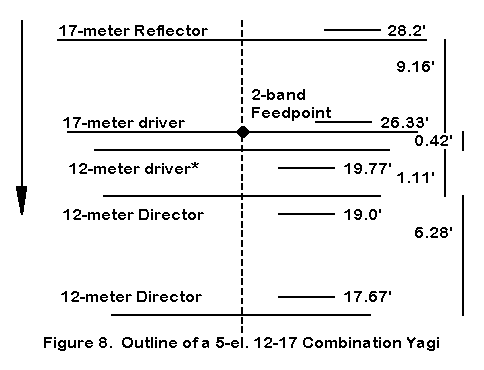 17-meter Reflector 28.2'
9.16'
2-band
Feedpoint
17-meter driver 26.33'
0.42'
12-meter driver* 19.77'
1.11'
12-meter Director 19.0'
6.28'
12-meter Director 17.67'
Figure 8. Outline of a 5-el. 12-17 Combination Yagi